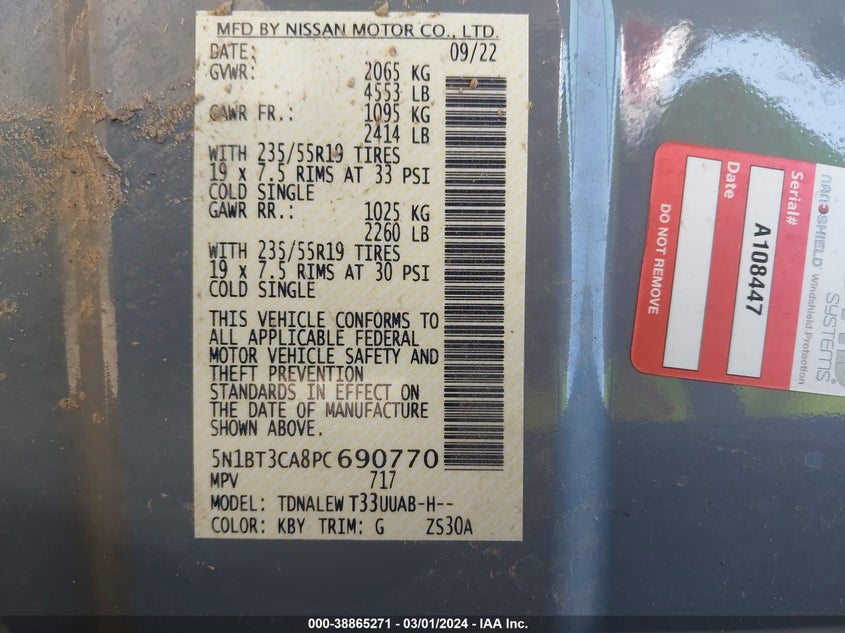 MFD BY NISSAN MOTOR CO., LTD.
DATE: 09/22
GVWR: 2065 KG
4553 LB
GAWR FR.: 1095 KG
2414 LB
WITH 235/55R19 TIRES
19 x 7.5 RIMS AT 33 PSI
COLD SINGLE
GAWR RR.: 1025 KG
2260 LB
WITH 235/55R19 TIRES
19 x 7.5 RIMS AT 30 PSI
COLD SINGLE
THIS VEHICLE CONFORMS TO
ALL APPLICABLE FEDERAL
MOTOR VEHICLE SAFETY AND
THEFT PREVENTION
STANDARDS IN EFFECT ON
THE DATE OF MANUFACTURE
SHOWN ABOVE.
5N1BT3CA8PC690770
MPV 717
MODEL: TDNALEW T33UUAB-H--
COLOR: KBY TRIM: G ZS30A
NANOSHIELD Windshield Protection
SYSTEMS
Serial#
A108447
Date
DO NOT REMOVE
000-38865271 - 03/01/2024 - IAA Inc.